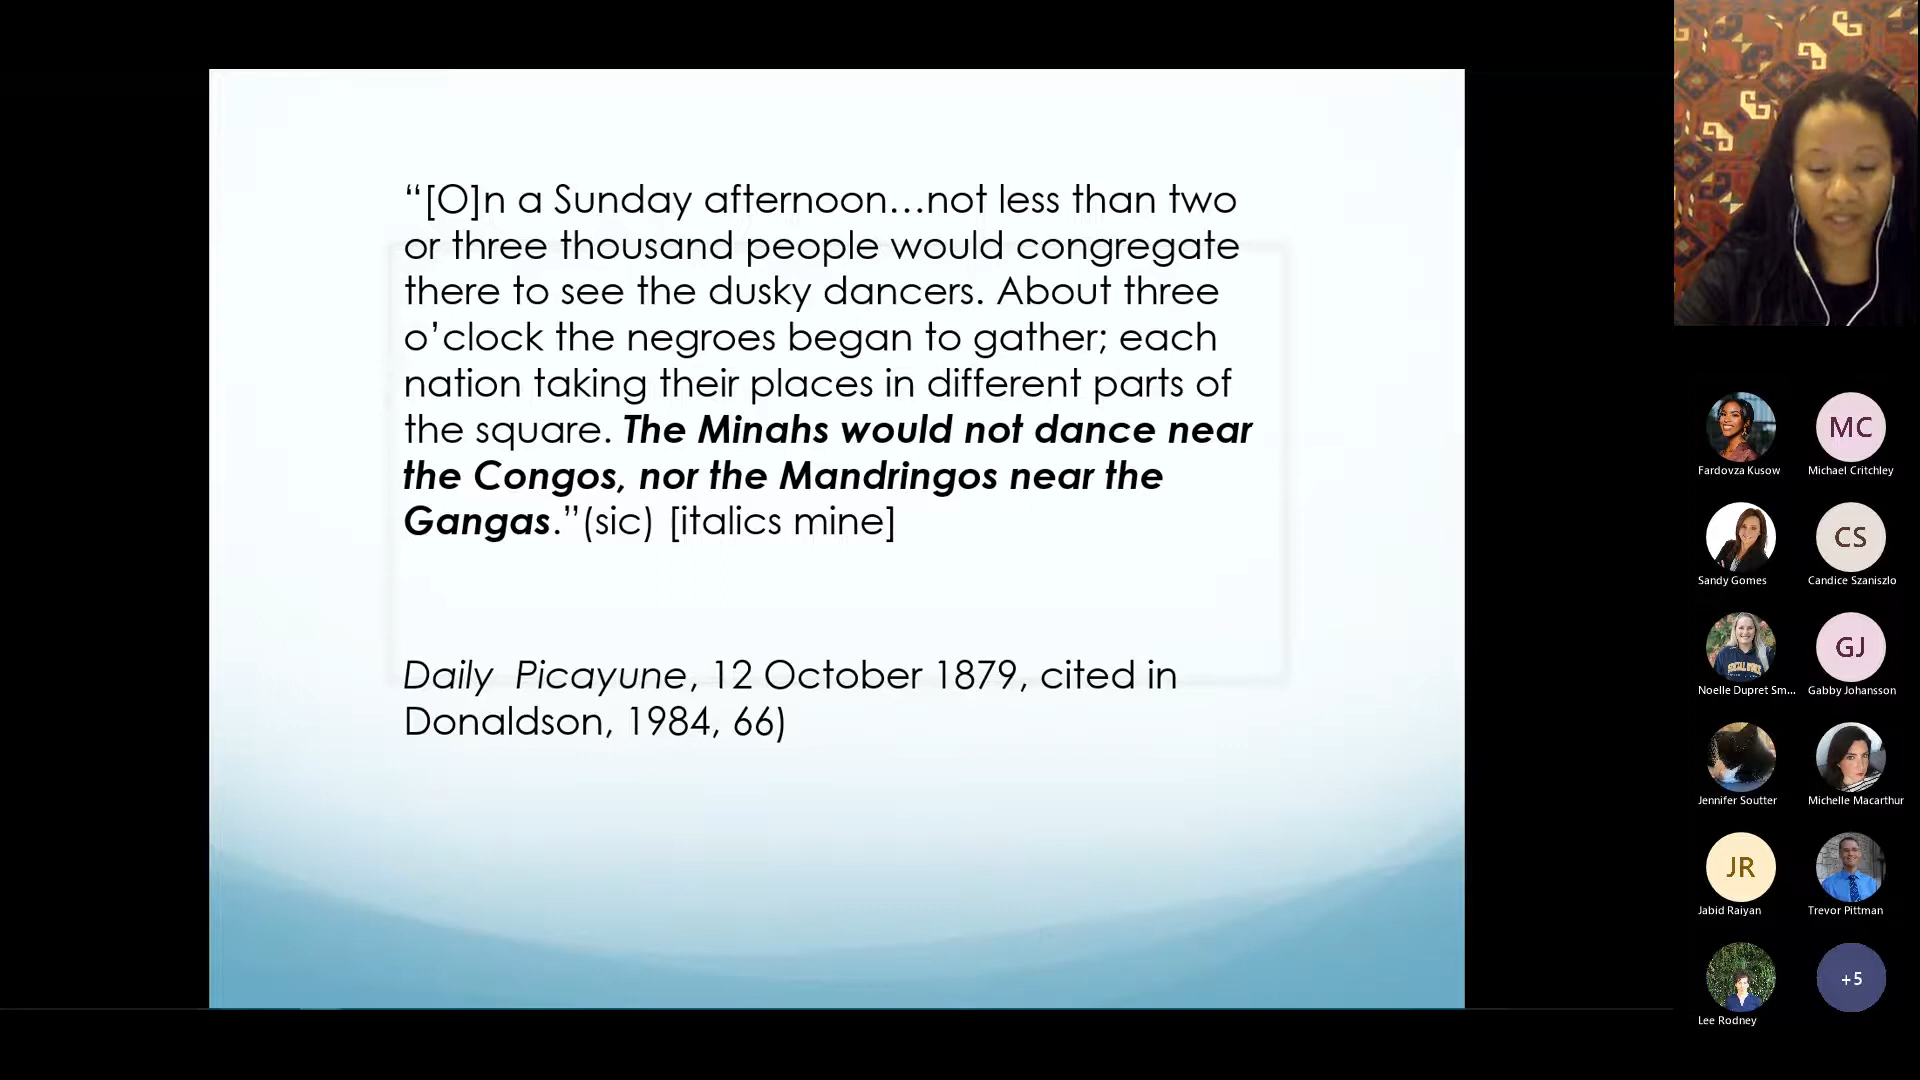 “[O]n a Sunday afternoon…not less than two
or three thousand people would congregate
there to see the dusky dancers. About three
o’clock the negroes began to gather; each
nation taking their places in different parts of
the square. The Minahs would not dance near
the Congos, nor the Mandringos near the
Gangas.”(sic) [italics mine]
Daily Picayune, 12 October 1879, cited in
Donaldson, 1984, 66)
MC
Fardovza Kusow
Michael Critchley
CS
Sandy Gomes
Candice Szaniszlo
GJ
Noelle Dupret Sm...
Gabby Johansson
Jennifer Soutter
Michelle Macarthur
JR
Jabid Raiyan
Trevor Pittman
+5
Lee Rodney